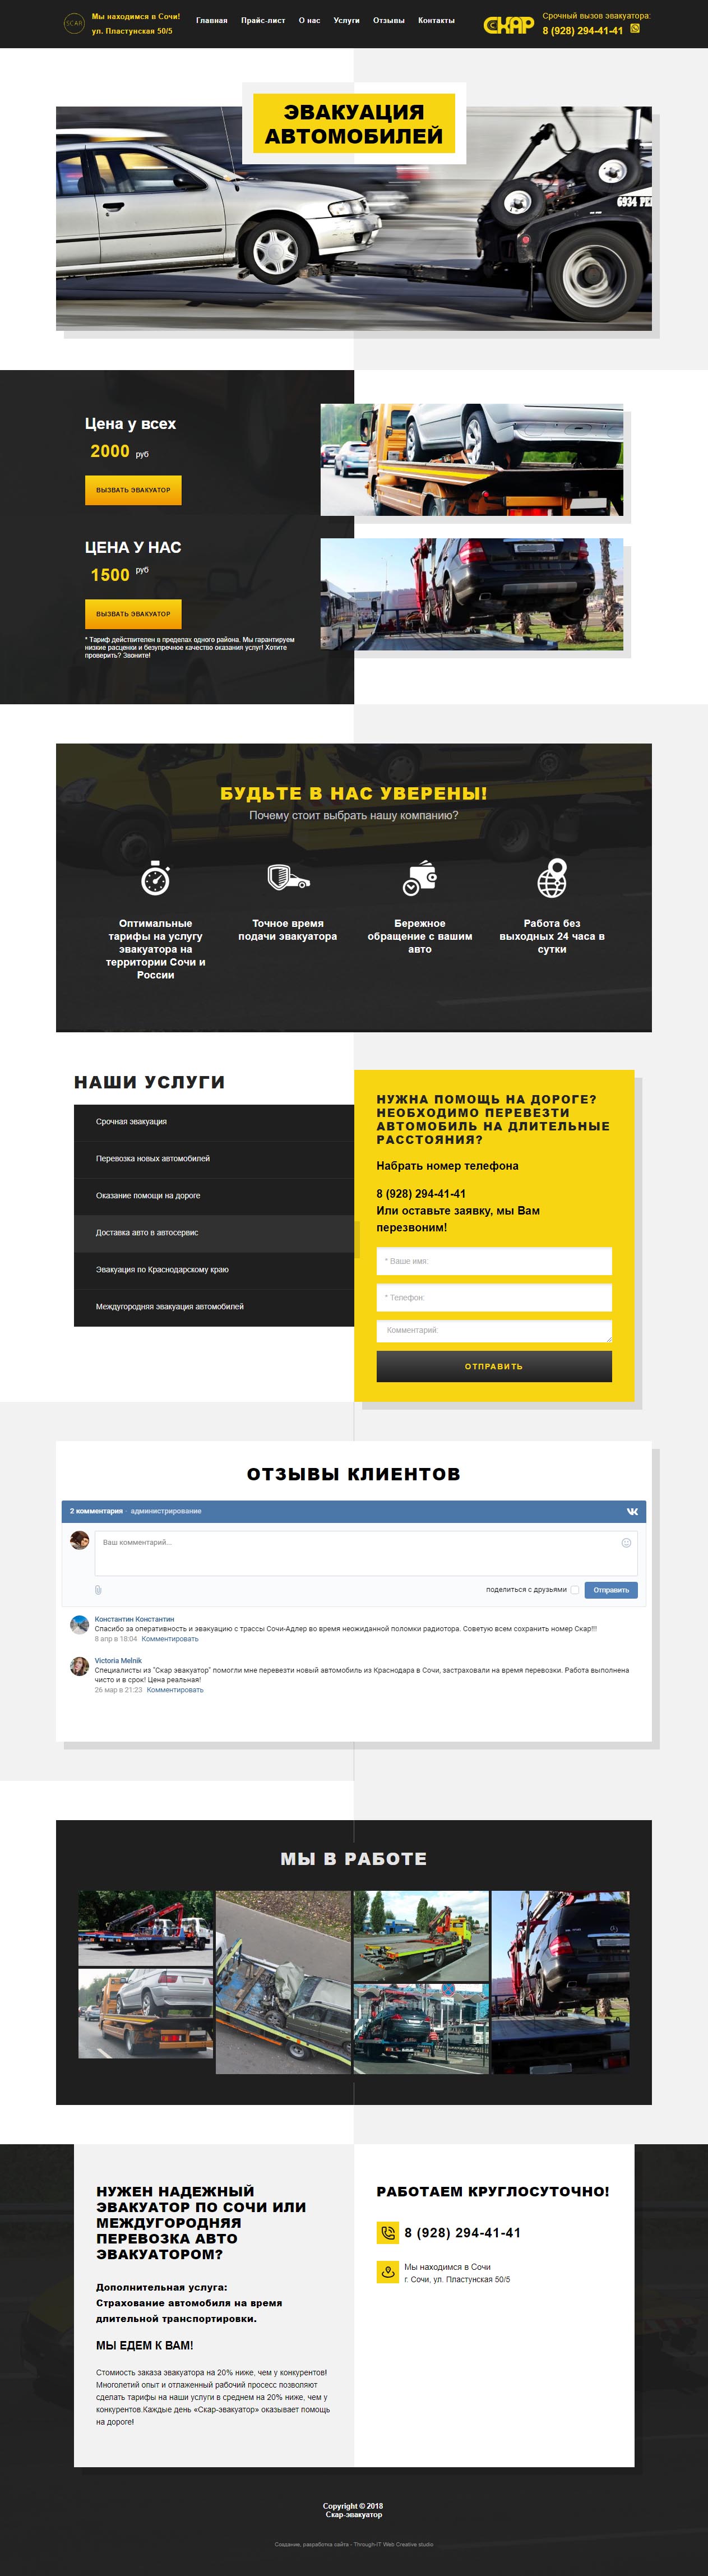 SCAR
Мы находимся в Сочи!
ул. Пластунская 50/5
Главная
Прайс-лист
О нас
Услуги
Отзывы
Контакты
СКАР
Срочный вызов эвакуатора:
8 (928) 294-41-41
ЭВАКУАЦИЯ
АВТОМОБИЛЕЙ
Цена у всех
2000 руб
ВЫЗВАТЬ ЭВАКУАТОР
ЦЕНА У НАС
1500 руб
ВЫЗВАТЬ ЭВАКУАТОР
* Тариф действителен в пределах одного района. Мы гарантируем
низкие расценки и безупречное качество оказания услуг! Хотите
проверить? Звоните!
БУДЬТЕ В НАС УВЕРЕНЫ!
Почему стоит выбрать нашу компанию?
Оптимальные
тарифы на услугу
эвакуатора на
территории Сочи и
России
Точное время
подачи эвакуатора
Бережное
обращение с вашим
авто
Работа без
выходных 24 часа в
сутки
НАШИ УСЛУГИ
Срочная эвакуация
Перевозка новых автомобилей
Оказание помощи на дороге
Доставка авто в автосервис
Эвакуация по Краснодарскому краю
Междугородняя эвакуация автомобилей
НУЖНА ПОМОЩЬ НА ДОРОГЕ?
НЕОБХОДИМО ПЕРЕВЕЗТИ
АВТОМОБИЛЬ НА ДЛИТЕЛЬНЫЕ
РАССТОЯНИЯ?
Набрать номер телефона
8 (928) 294-41-41
Или оставьте заявку, мы Вам
перезвоним!
* Ваше имя:
* Телефон:
Комментарий:
ОТПРАВИТЬ
ОТЗЫВЫ КЛИЕНТОВ
2 комментария · администрирование
Ваш комментарий...
поделиться с друзьями
Отправить
Константин Константин
Спасибо за оперативность и эвакуацию с трассы Сочи-Адлер во время неожиданной поломки радиотора. Советую всем сохранить номер Скар!!!
8 апр в 18:04 Комментировать
Victoria Melnik
Специалисты из "Скар эвакуатор" помогли мне перевезти новый автомобиль из Краснодара в Сочи, застраховали на время перевозки. Работа выполнена
чисто и в срок! Цена реальная!
26 мар в 21:23 Комментировать
МЫ В РАБОТЕ
НУЖЕН НАДЕЖНЫЙ
ЭВАКУАТОР ПО СОЧИ ИЛИ
МЕЖДУГОРОДНЯЯ
ПЕРЕВОЗКА АВТО
ЭВАКУАТОРОМ?
Дополнительная услуга:
Страхование автомобиля на время
длительной транспортировки.
МЫ ЕДЕМ К ВАМ!
Стомиость заказа эвакуатора на 20% ниже, чем у конкурентов!
Многолетий опыт и отлаженный рабочий просесс позволяют
сделать тарифы на наши услуги в среднем на 20% ниже, чем у
конкурентов.Каждые день «Скар-эвакуатор» оказывает помощь
на дороге!
РАБОТАЕМ КРУГЛОСУТОЧНО!
8 (928) 294-41-41
Мы находимся в Сочи
г. Сочи, ул. Пластунская 50/5
Copyright © 2018
Скар-эвакуатор
Создание, разработка сайта - Through-IT Web Creative studio